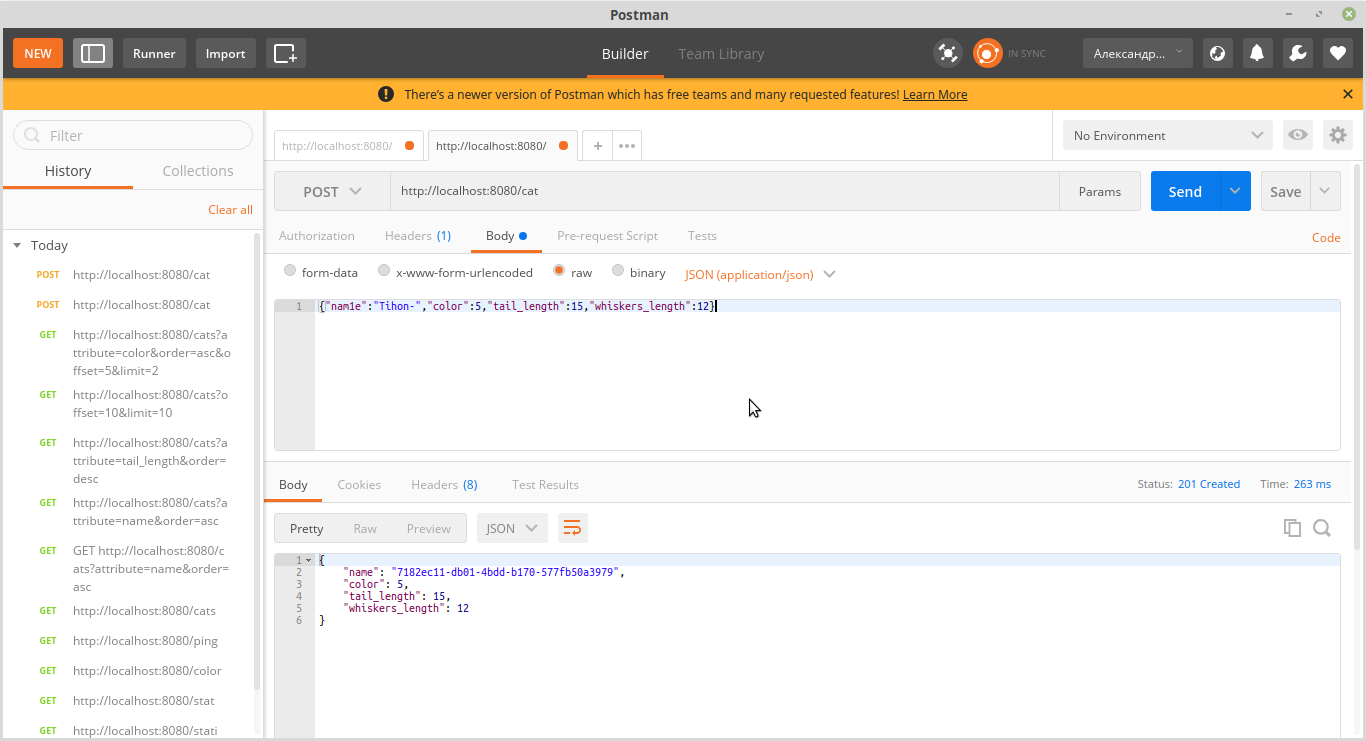 Postman
NEW
Runner
Import
Builder
Team Library
IN SYNC
Александр...
There's a newer version of Postman which has free teams and many requested features! Learn More
Filter
History
Collections
Clear all
Today
POST http://localhost:8080/cat
POST http://localhost:8080/cat
GET http://localhost:8080/cats?a
ttribute=color&order=asc&o
ffset=5&limit=2
GET http://localhost:8080/cats?o
ffset=10&limit=10
GET http://localhost:8080/cats?a
ttribute=tail_length&order=
desc
GET http://localhost:8080/cats?a
ttribute=name&order=asc
GET GET http://localhost:8080/c
ats?attribute=name&order=
asc
GET http://localhost:8080/cats
GET http://localhost:8080/ping
GET http://localhost:8080/color
GET http://localhost:8080/stat
GET http://localhost:8080/stati
http://localhost:8080/
http://localhost:8080/
No Environment
POST
http://localhost:8080/cat
Params
Send
Save
Authorization
Headers (1)
Body
Pre-request Script
Tests
Code
form-data
x-www-form-urlencoded
raw
binary
JSON (application/json)
1 {"nam1e":"Tihon-","color":5,"tail_length":15,"whiskers_length":12}
Body
Cookies
Headers (8)
Test Results
Status: 201 Created
Time: 263 ms
Pretty
Raw
Preview
JSON
1 {
2 "name": "7182ec11-db01-4bdd-b170-577fb50a3979",
3 "color": 5,
4 "tail_length": 15,
5 "whiskers_length": 12
6 }